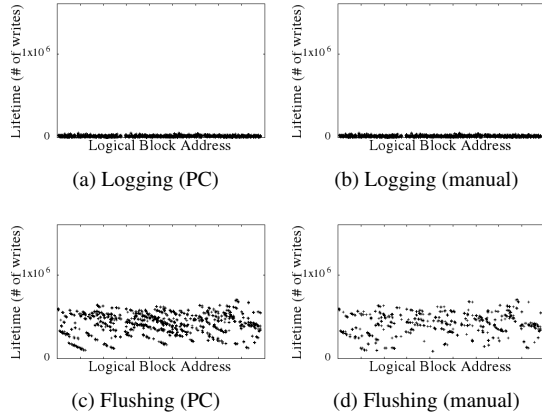 Lifetime (# of writes)
1x10^6
0
Logical Block Address
(a) Logging (PC)
Lifetime (# of writes)
1x10^6
0
Logical Block Address
(b) Logging (manual)
Lifetime (# of writes)
1x10^6
0
Logical Block Address
(c) Flushing (PC)
Lifetime (# of writes)
1x10^6
0
Logical Block Address
(d) Flushing (manual)